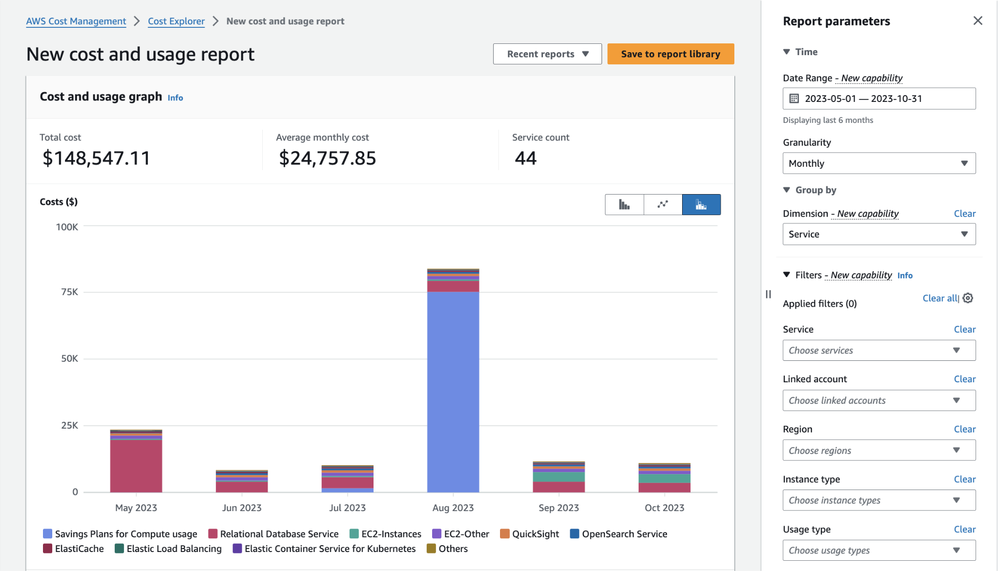 AWS Cost Management > Cost Explorer > New cost and usage report
New cost and usage report
Recent reports
Save to report library
Cost and usage graph Info
Total cost
$148,547.11
Average monthly cost
$24,757.85
Service count
44
Costs ($)
100K
75K
50K
25K
0
May 2023 Jun 2023 Jul 2023 Aug 2023 Sep 2023 Oct 2023
Savings Plans for Compute usage Relational Database Service EC2-Instances EC2-Other QuickSight OpenSearch Service
ElastiCache Elastic Load Balancing Elastic Container Service for Kubernetes Others
Report parameters
Time
Date Range - New capability
2023-05-01 — 2023-10-31
Displaying last 6 months
Granularity
Monthly
Group by
Dimension - New capability Clear
Service
Filters - New capability Info
Applied filters (0) Clear all|
Service Clear
Choose services
Linked account Clear
Choose linked accounts
Region Clear
Choose regions
Instance type Clear
Choose instance types
Usage type Clear
Choose usage types